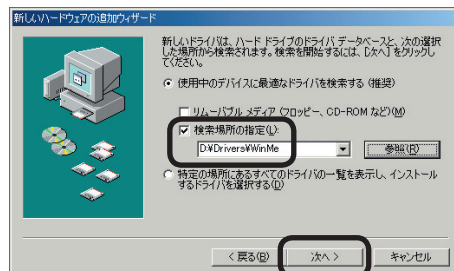 新しいハードウェアの追加ウィザード
新しいドライバは、ハード ドライブのドライバ データベースと、次の選択
した場所から検索されます。検索を開始するには、[次へ] をクリックし
てください。
使用中のデバイスに最適なドライバを検索する (推奨)
リムーバブル メディア (フロッピー、CD-ROM など)(M)
検索場所の指定(L):
D:¥Drivers¥WinMe
参照(R)
特定の場所にあるすべてのドライバの一覧を表示し、インストール
するドライバを選択する(D)
< 戻る(B)
次へ >
キャンセル